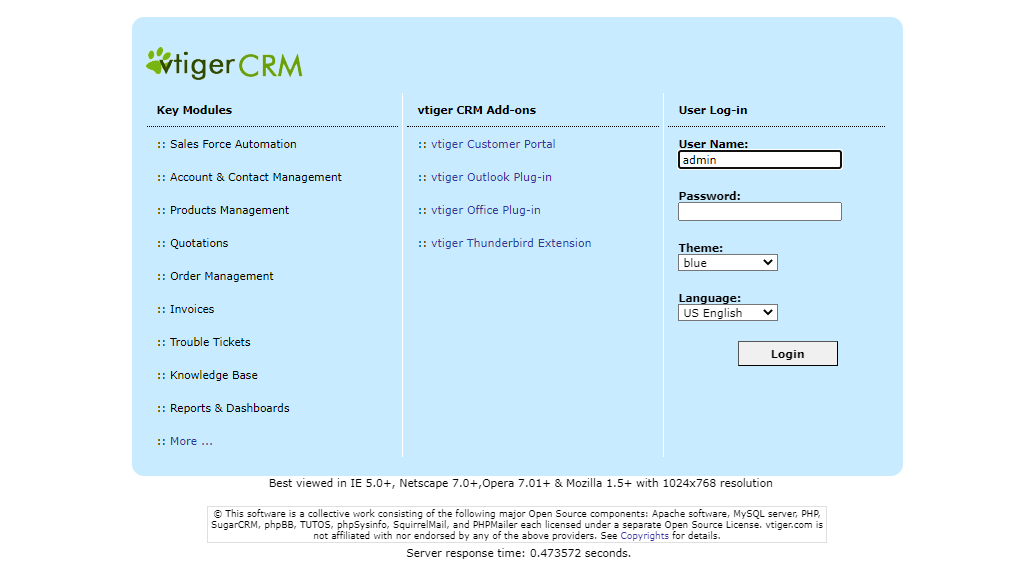 vtiger CRM
Key Modules
:: Sales Force Automation
:: Account & Contact Management
:: Products Management
:: Quotations
:: Order Management
:: Invoices
:: Trouble Tickets
:: Knowledge Base
:: Reports & Dashboards
:: More ...
vtiger CRM Add-ons
:: vtiger Customer Portal
:: vtiger Outlook Plug-in
:: vtiger Office Plug-in
:: vtiger Thunderbird Extension
User Log-in
User Name:
admin
Password:
Theme:
blue
Language:
US English
Login
Best viewed in IE 5.0+, Netscape 7.0+,Opera 7.01+ & Mozilla 1.5+ with 1024x768 resolution
© This software is a collective work consisting of the following major Open Source components: Apache software, MySQL server, PHP,
SugarCRM, phpBB, TUTOS, phpSysinfo, SquirrelMail, and PHPMailer each licensed under a separate Open Source License. vtiger.com is
not affiliated with nor endorsed by any of the above providers. See Copyrights for details.
Server response time: 0.473572 seconds.